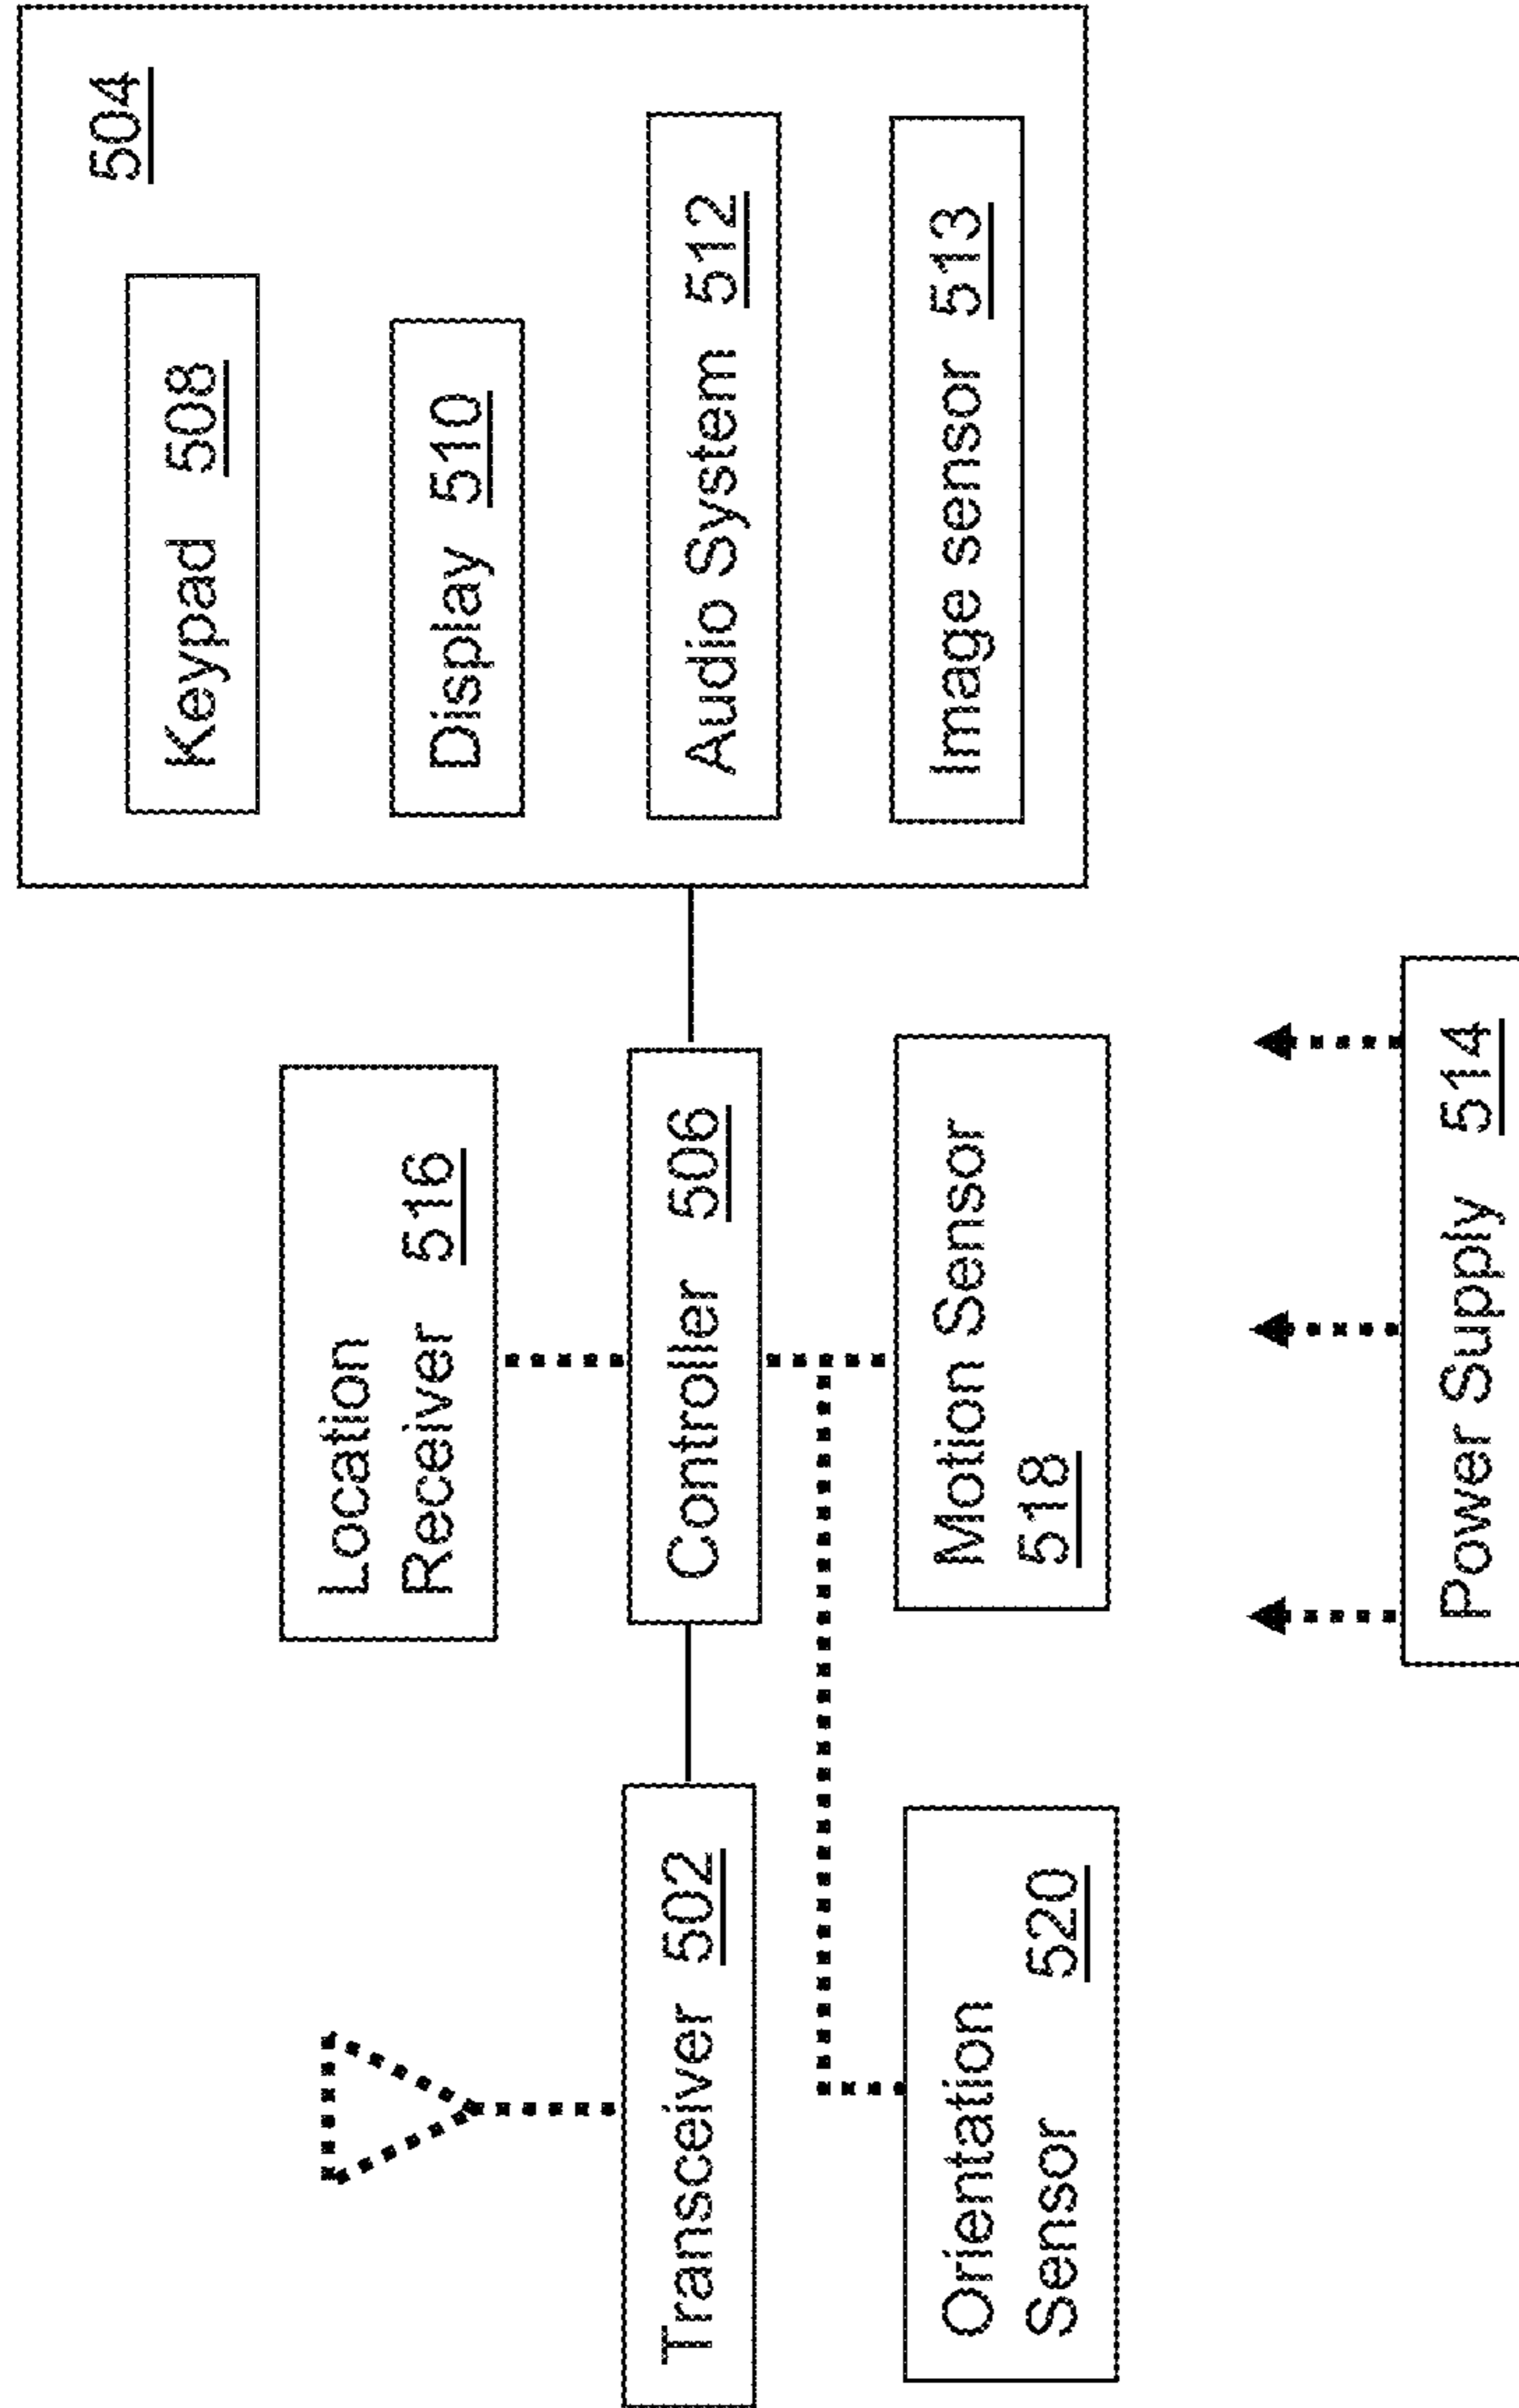 504
Keypad 508
Display 510
Audio System 512
Image sensor 513
Location
Receiver 516
Controller 506
Motion Sensor
518
Transceiver 502
Orientation
Sensor 520
Power Supply 514